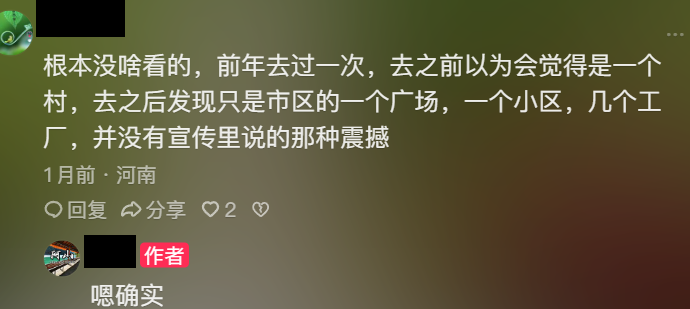 根本没啥看的，前年去过一次，去之前以为会觉得是一个
村，去之后发现只是市区的一个广场，一个小区，几个工
厂，并没有宣传里说的那种震撼
1月前 · 河南
回复 分享 2
作者
嗯确实